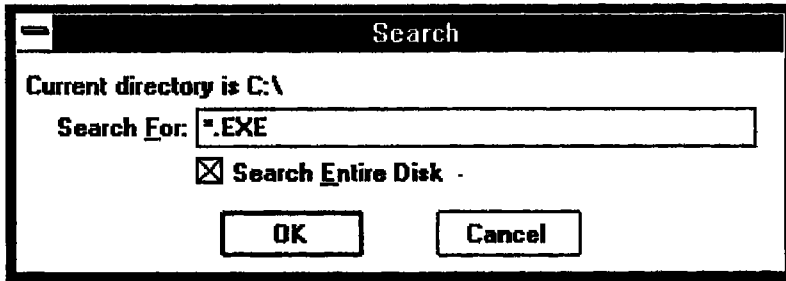 Search
Current directory is C:\
Search For: *.EXE
Search Entire Disk
OK Cancel